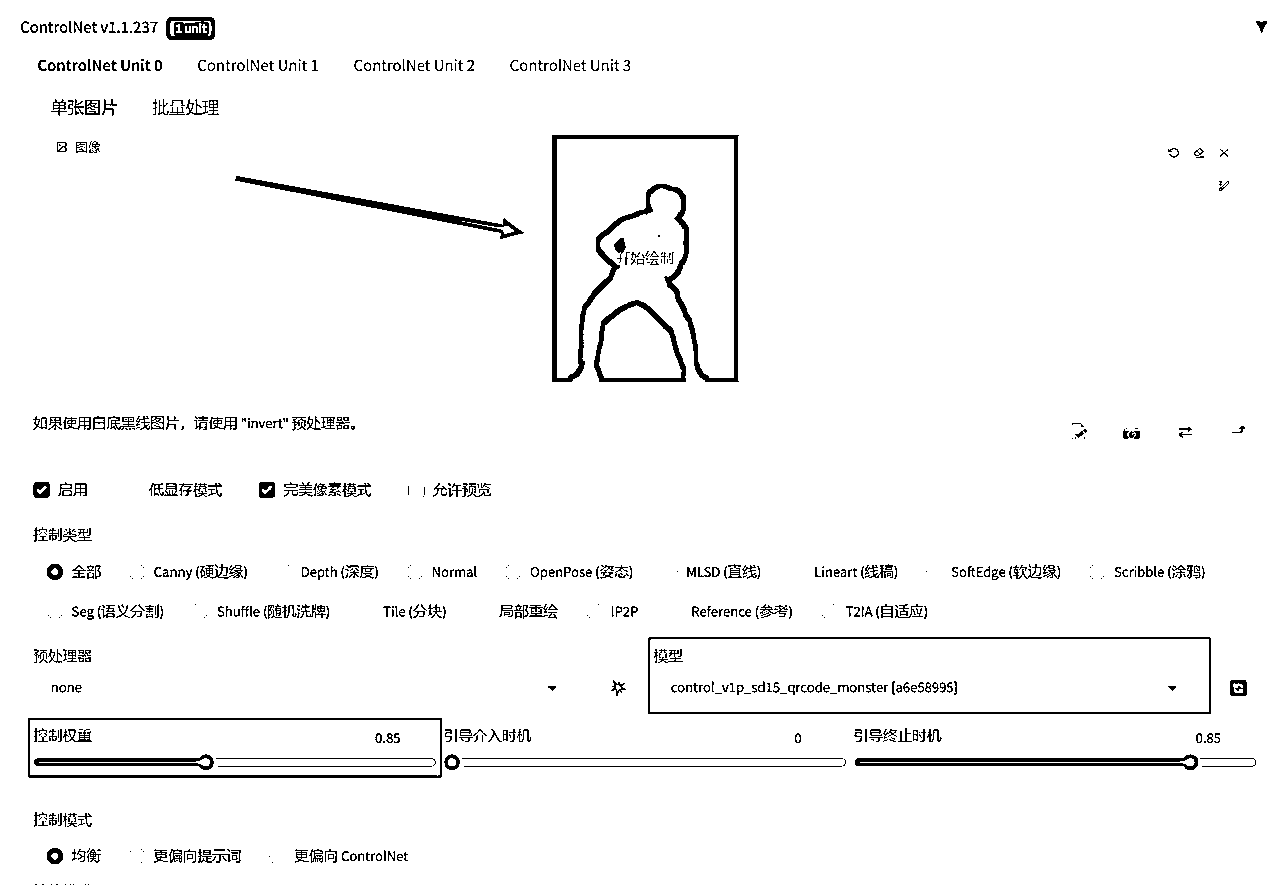 ControlNet v1.1.237 [1 unit]
ControlNet Unit 0 ControlNet Unit 1 ControlNet Unit 2 ControlNet Unit 3
单张图片 批量处理
图像
开始绘制
如果使用白底黑线图片，请使用 "invert" 预处理器。
启用 低显存模式 完美像素模式 允许预览
控制类型
全部 Canny (硬边缘) Depth (深度) Normal OpenPose (姿态) MLSD (直线) Lineart (线稿) SoftEdge (软边缘) Scribble (涂鸦)
Seg (语义分割) Shuffle (随机洗牌) Tile (分块) 局部重绘 IP2P Reference (参考) T2IA (自适应)
预处理器 模型
none control_v1p_sd15_qrcode_monster [a6e58995]
控制权重 0.85 引导介入时机 0 引导终止时机 0.85
控制模式
均衡 更偏向提示词 更偏向 ControlNet